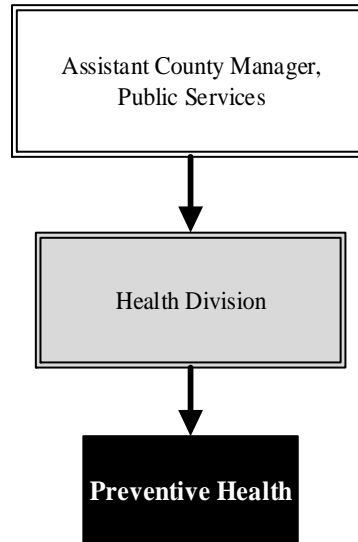 Assistant County Manager,
Public Services
Health Division
Preventive Health